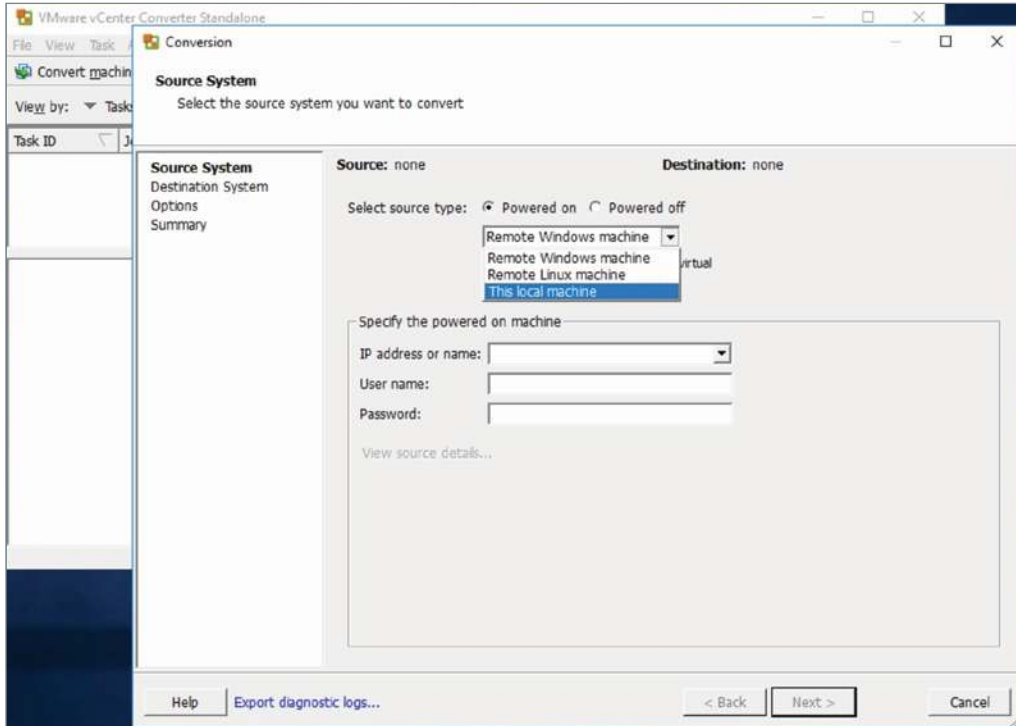 VMware vCenter Converter Standalone
File View Task
Convert machin
View by: Task
Task ID
Conversion
Source System
Select the source system you want to convert
Source System
Destination System
Options
Summary
Source: none
Destination: none
Select source type: Powered on Powered off
Remote Windows machine
Remote Windows machine
virtual
Remote Linux machine
This local machine
Specify the powered on machine
IP address or name:
User name:
Password:
View source details...
Help
Export diagnostic logs...
< Back
Next >
Cancel